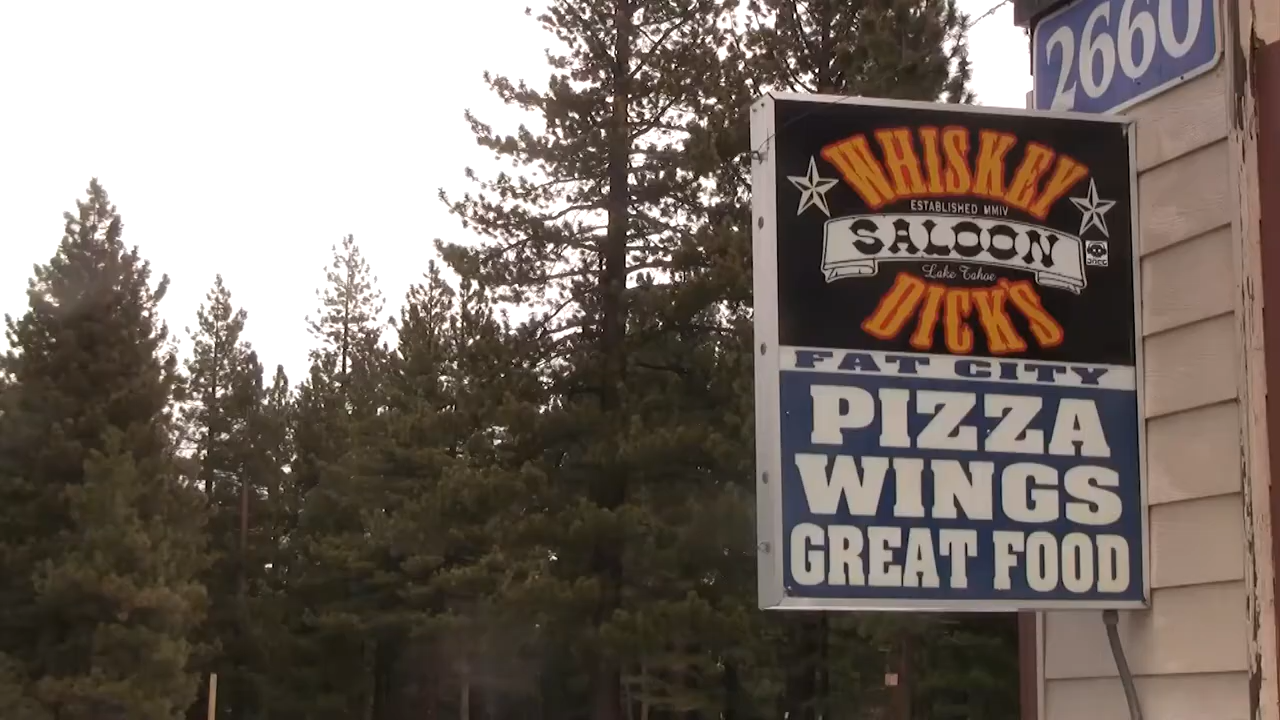 2660
WHISKEY
ESTABLISHED MMIV
SALOON
Lake Tahoe
DICK'S
FAT CITY
PIZZA
WINGS
GREAT FOOD